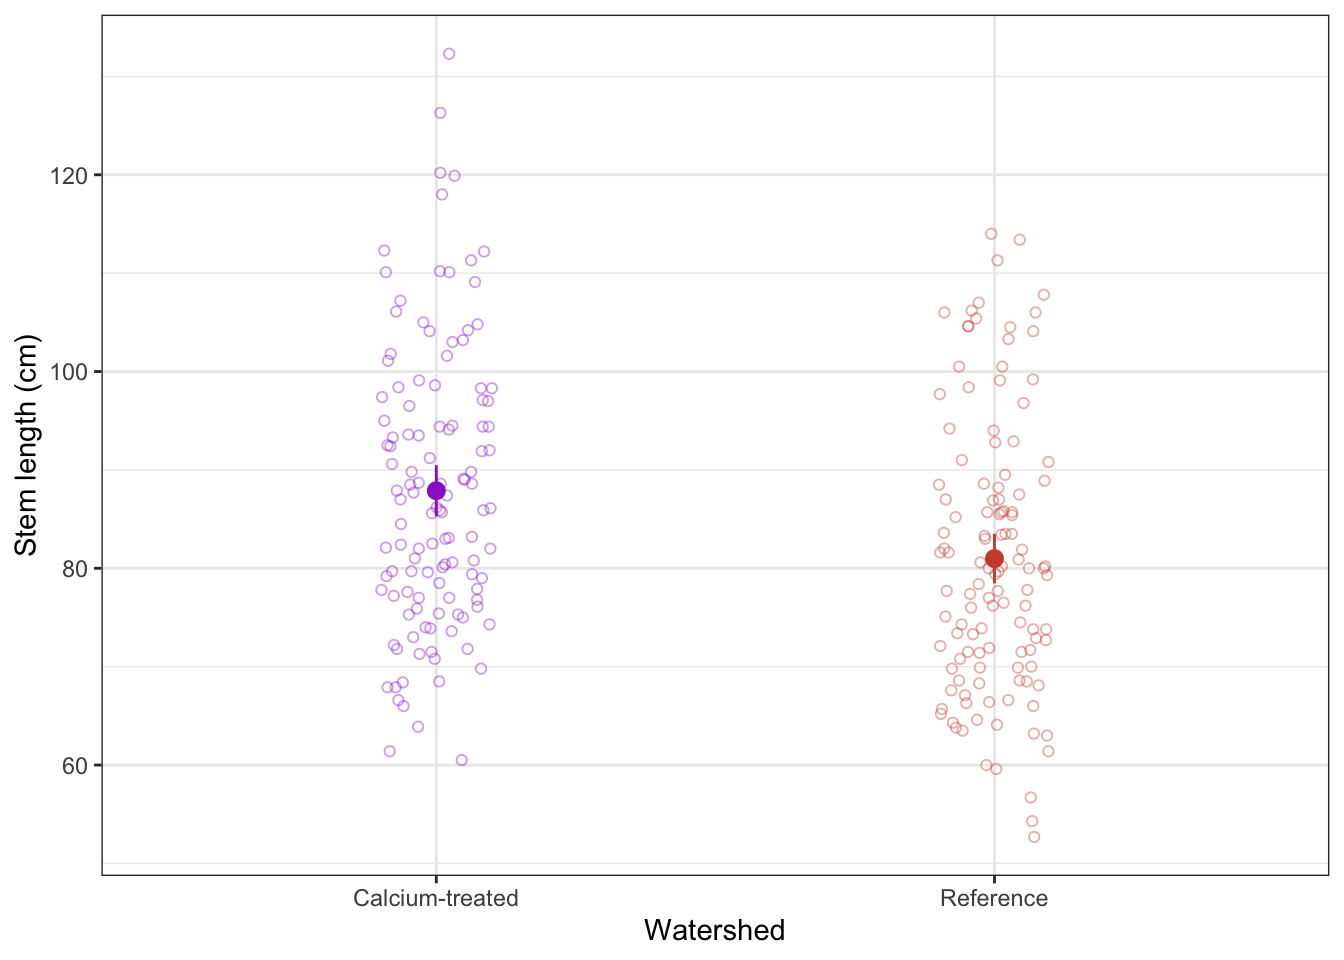 Stem length (cm)
120
100
80
60
Calcium-treated
Reference
Watershed